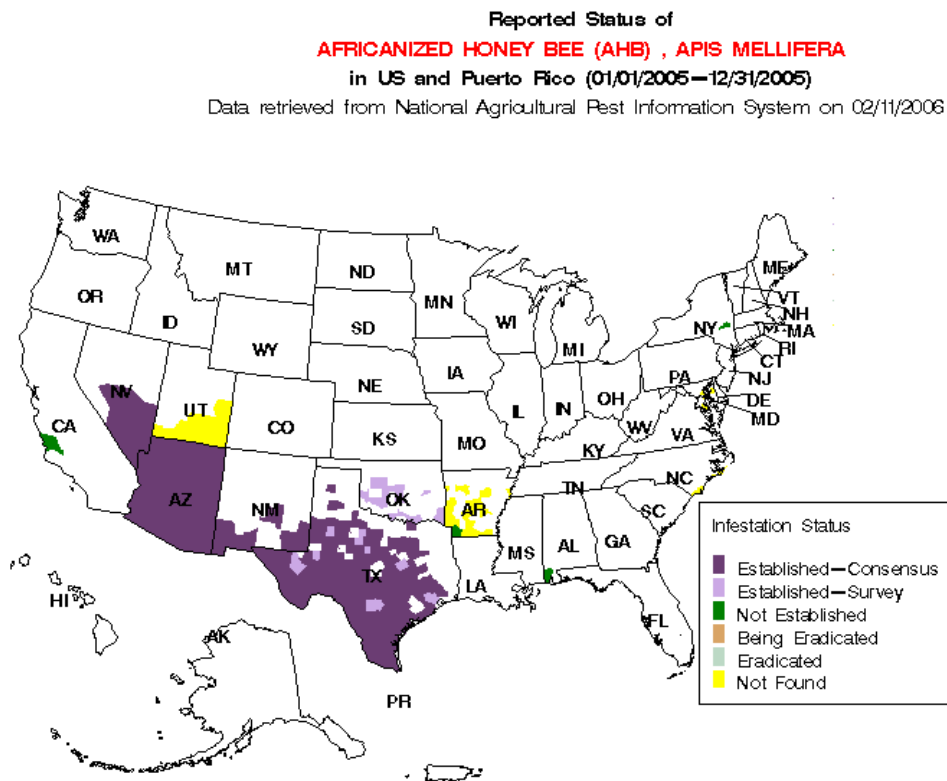 Reported Status of
AFRICANIZED HONEY BEE (AHB) , APIS MELLIFERA
in US and Puerto Rico (01/01/2005—12/31/2005)
Data retrieved from National Agricultural Pest Information System on 02/11/2006
WA
MT
ND
MN
ME
VT
NH
MA
RI
CT
NJ
DE
MD
OR
ID
WY
SD
WI
MI
NY
PA
NV
UT
CO
NE
IA
IL
IN
OH
WV
VA
CA
KS
MO
KY
NC
AZ
NM
OK
AR
TN
SC
TX
LA
MS
AL
GA
FL
HI
AK
PR
Infestation Status
Established—Consensus
Established—Survey
Not Established
Being Eradicated
Eradicated
Not Found